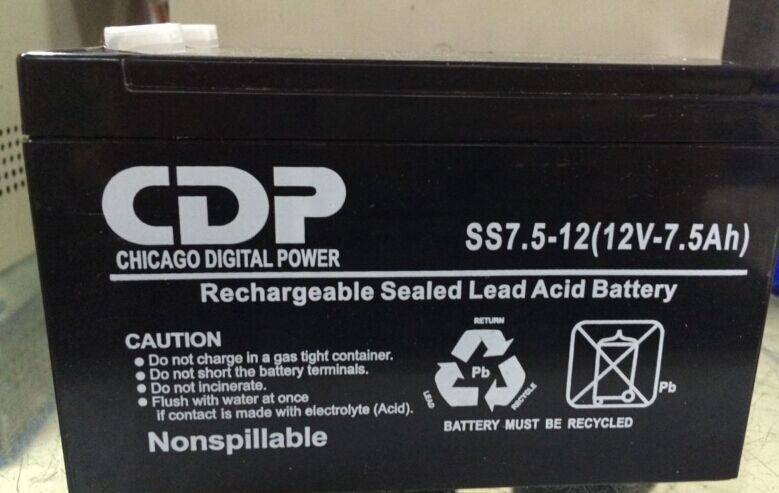 CDP
CHICAGO DIGITAL POWER
SS7.5-12(12V-7.5Ah)
Rechargeable Sealed Lead Acid Battery
CAUTION
● Do not charge in a gas tight container.
● Do not short the battery terminals.
● Do not incinerate.
● Flush with water at once
if contact is made with electrolyte (Acid).
Nonspillable
RETURN
Pb
LEAD
RECYCLE
Pb
BATTERY MUST BE RECYCLED